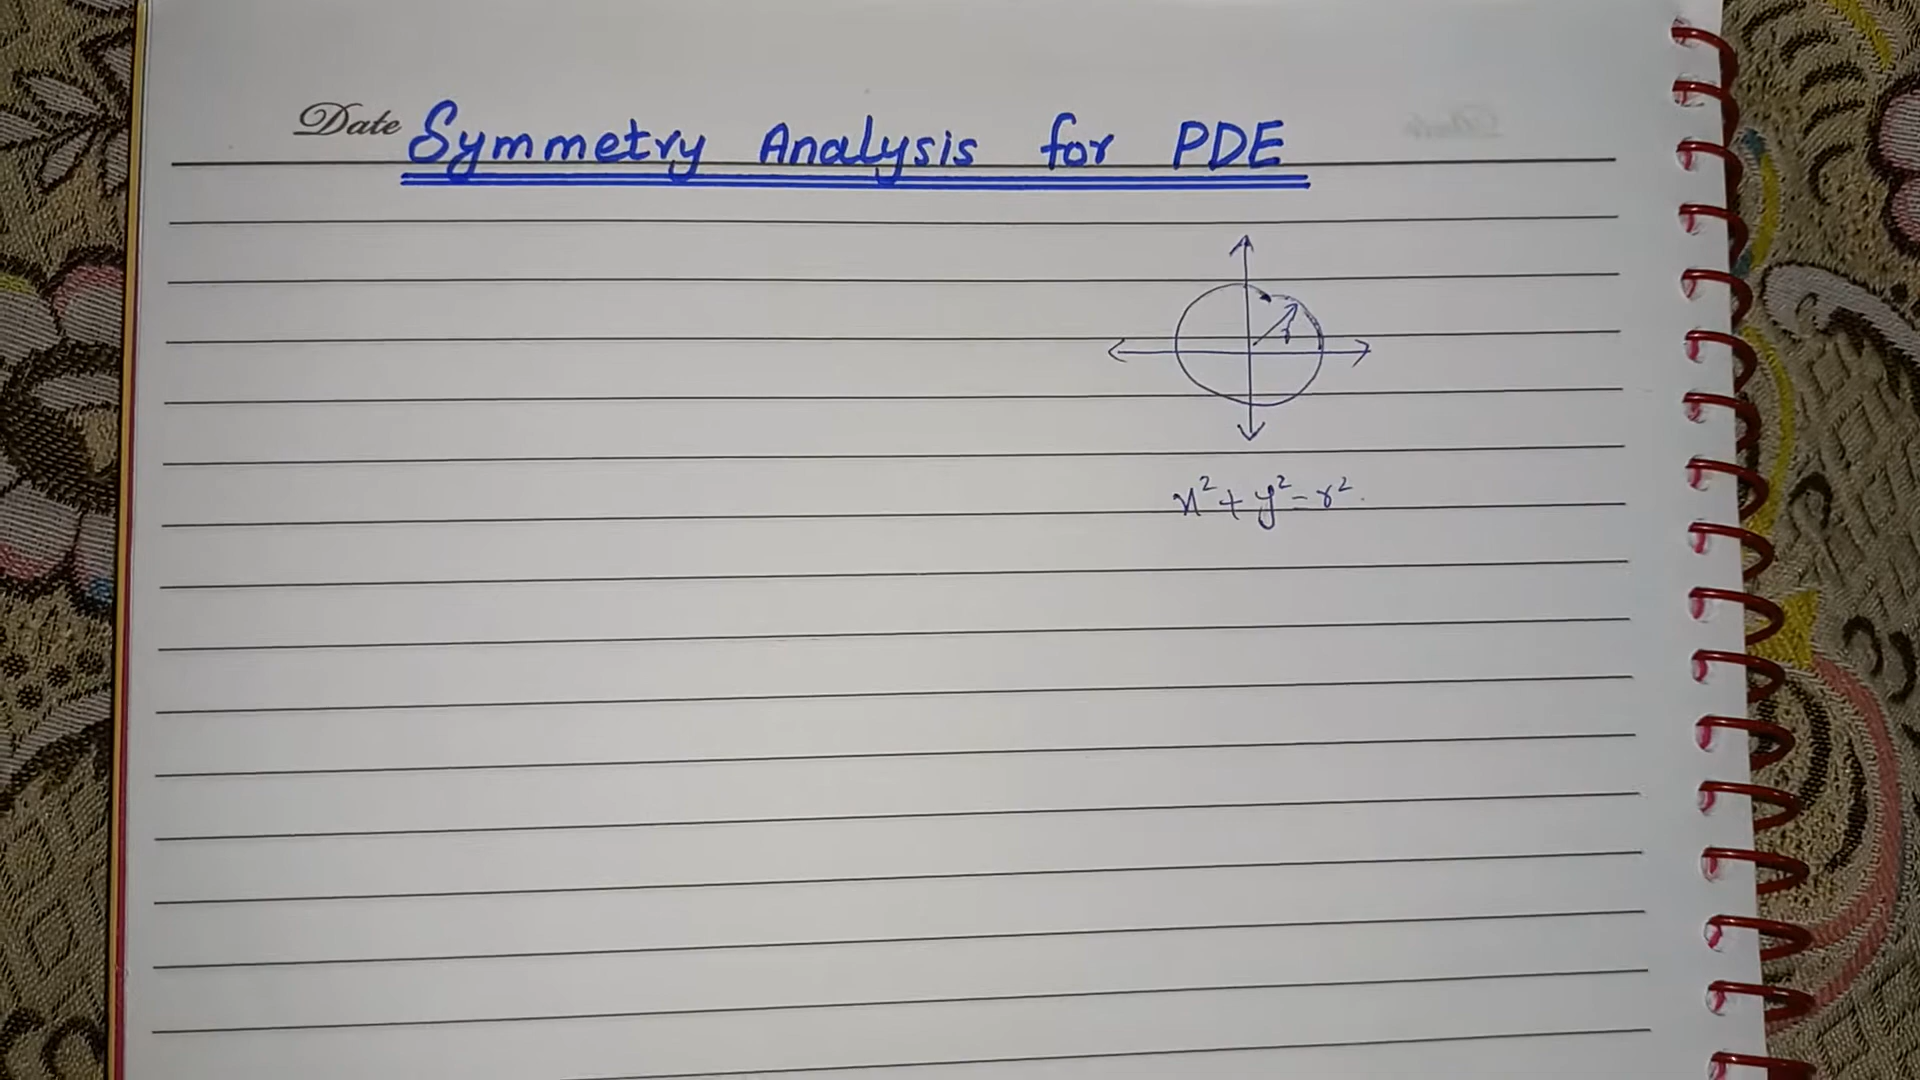 Date Symmetry Analysis for PDE
r
x² + y² = r².